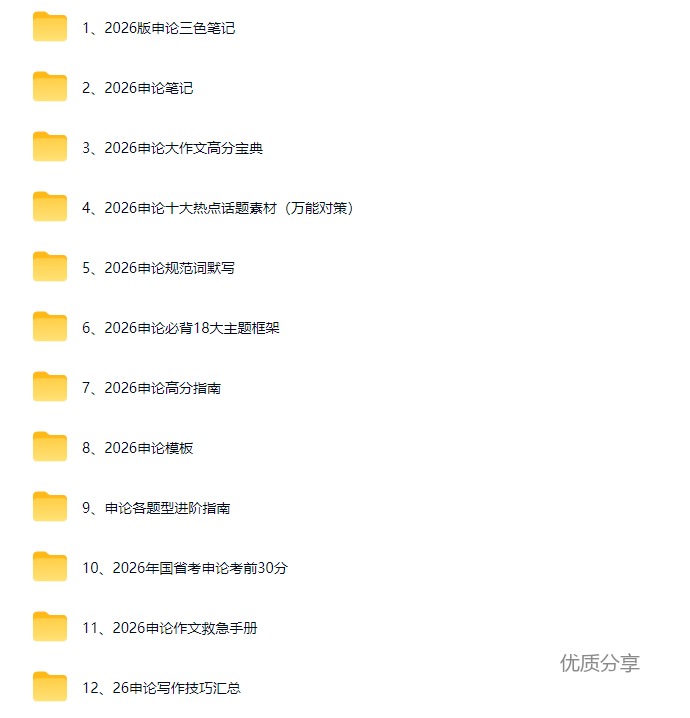 1、2026版申论三色笔记
2、2026申论笔记
3、2026申论大作文高分宝典
4、2026申论十大热点话题素材（万能对策）
5、2026申论规范词默写
6、2026申论必背18大主题框架
7、2026申论高分指南
8、2026申论模板
9、申论各题型进阶指南
10、2026年国省考申论考前30分
11、2026申论作文救急手册
优质分享
12、26申论写作技巧汇总